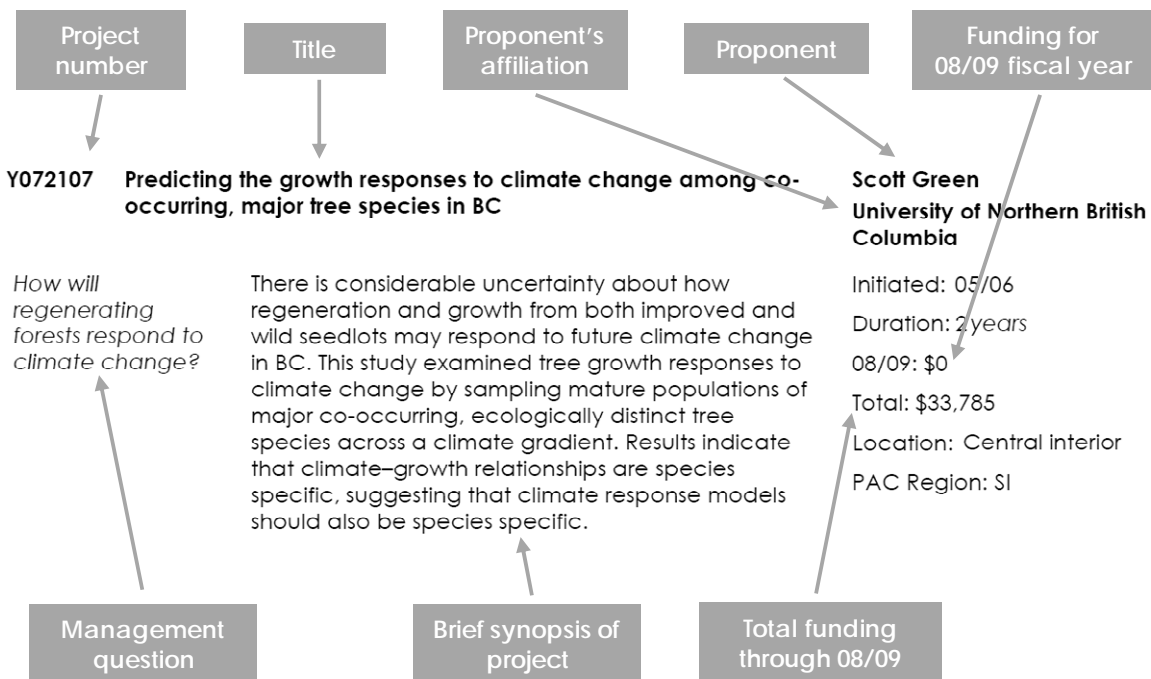 Project
number
Title
Proponent's
affiliation
Proponent
Funding for
08/09 fiscal year
Y072107
Predicting the growth responses to climate change among co-
occurring, major tree species in BC
Scott Green
University of Northern British
Columbia
How will
regenerating
forests respond to
climate change?
There is considerable uncertainty about how
regeneration and growth from both improved and
wild seedlots may respond to future climate change
in BC. This study examined tree growth responses to
climate change by sampling mature populations of
major co-occurring, ecologically distinct tree
species across a climate gradient. Results indicate
that climate–growth relationships are species
specific, suggesting that climate response models
should also be species specific.
Initiated: 05/06
Duration: 2 years
08/09: $0
Total: $33,785
Location: Central interior
PAC Region: SI
Management
question
Brief synopsis of
project
Total funding
through 08/09